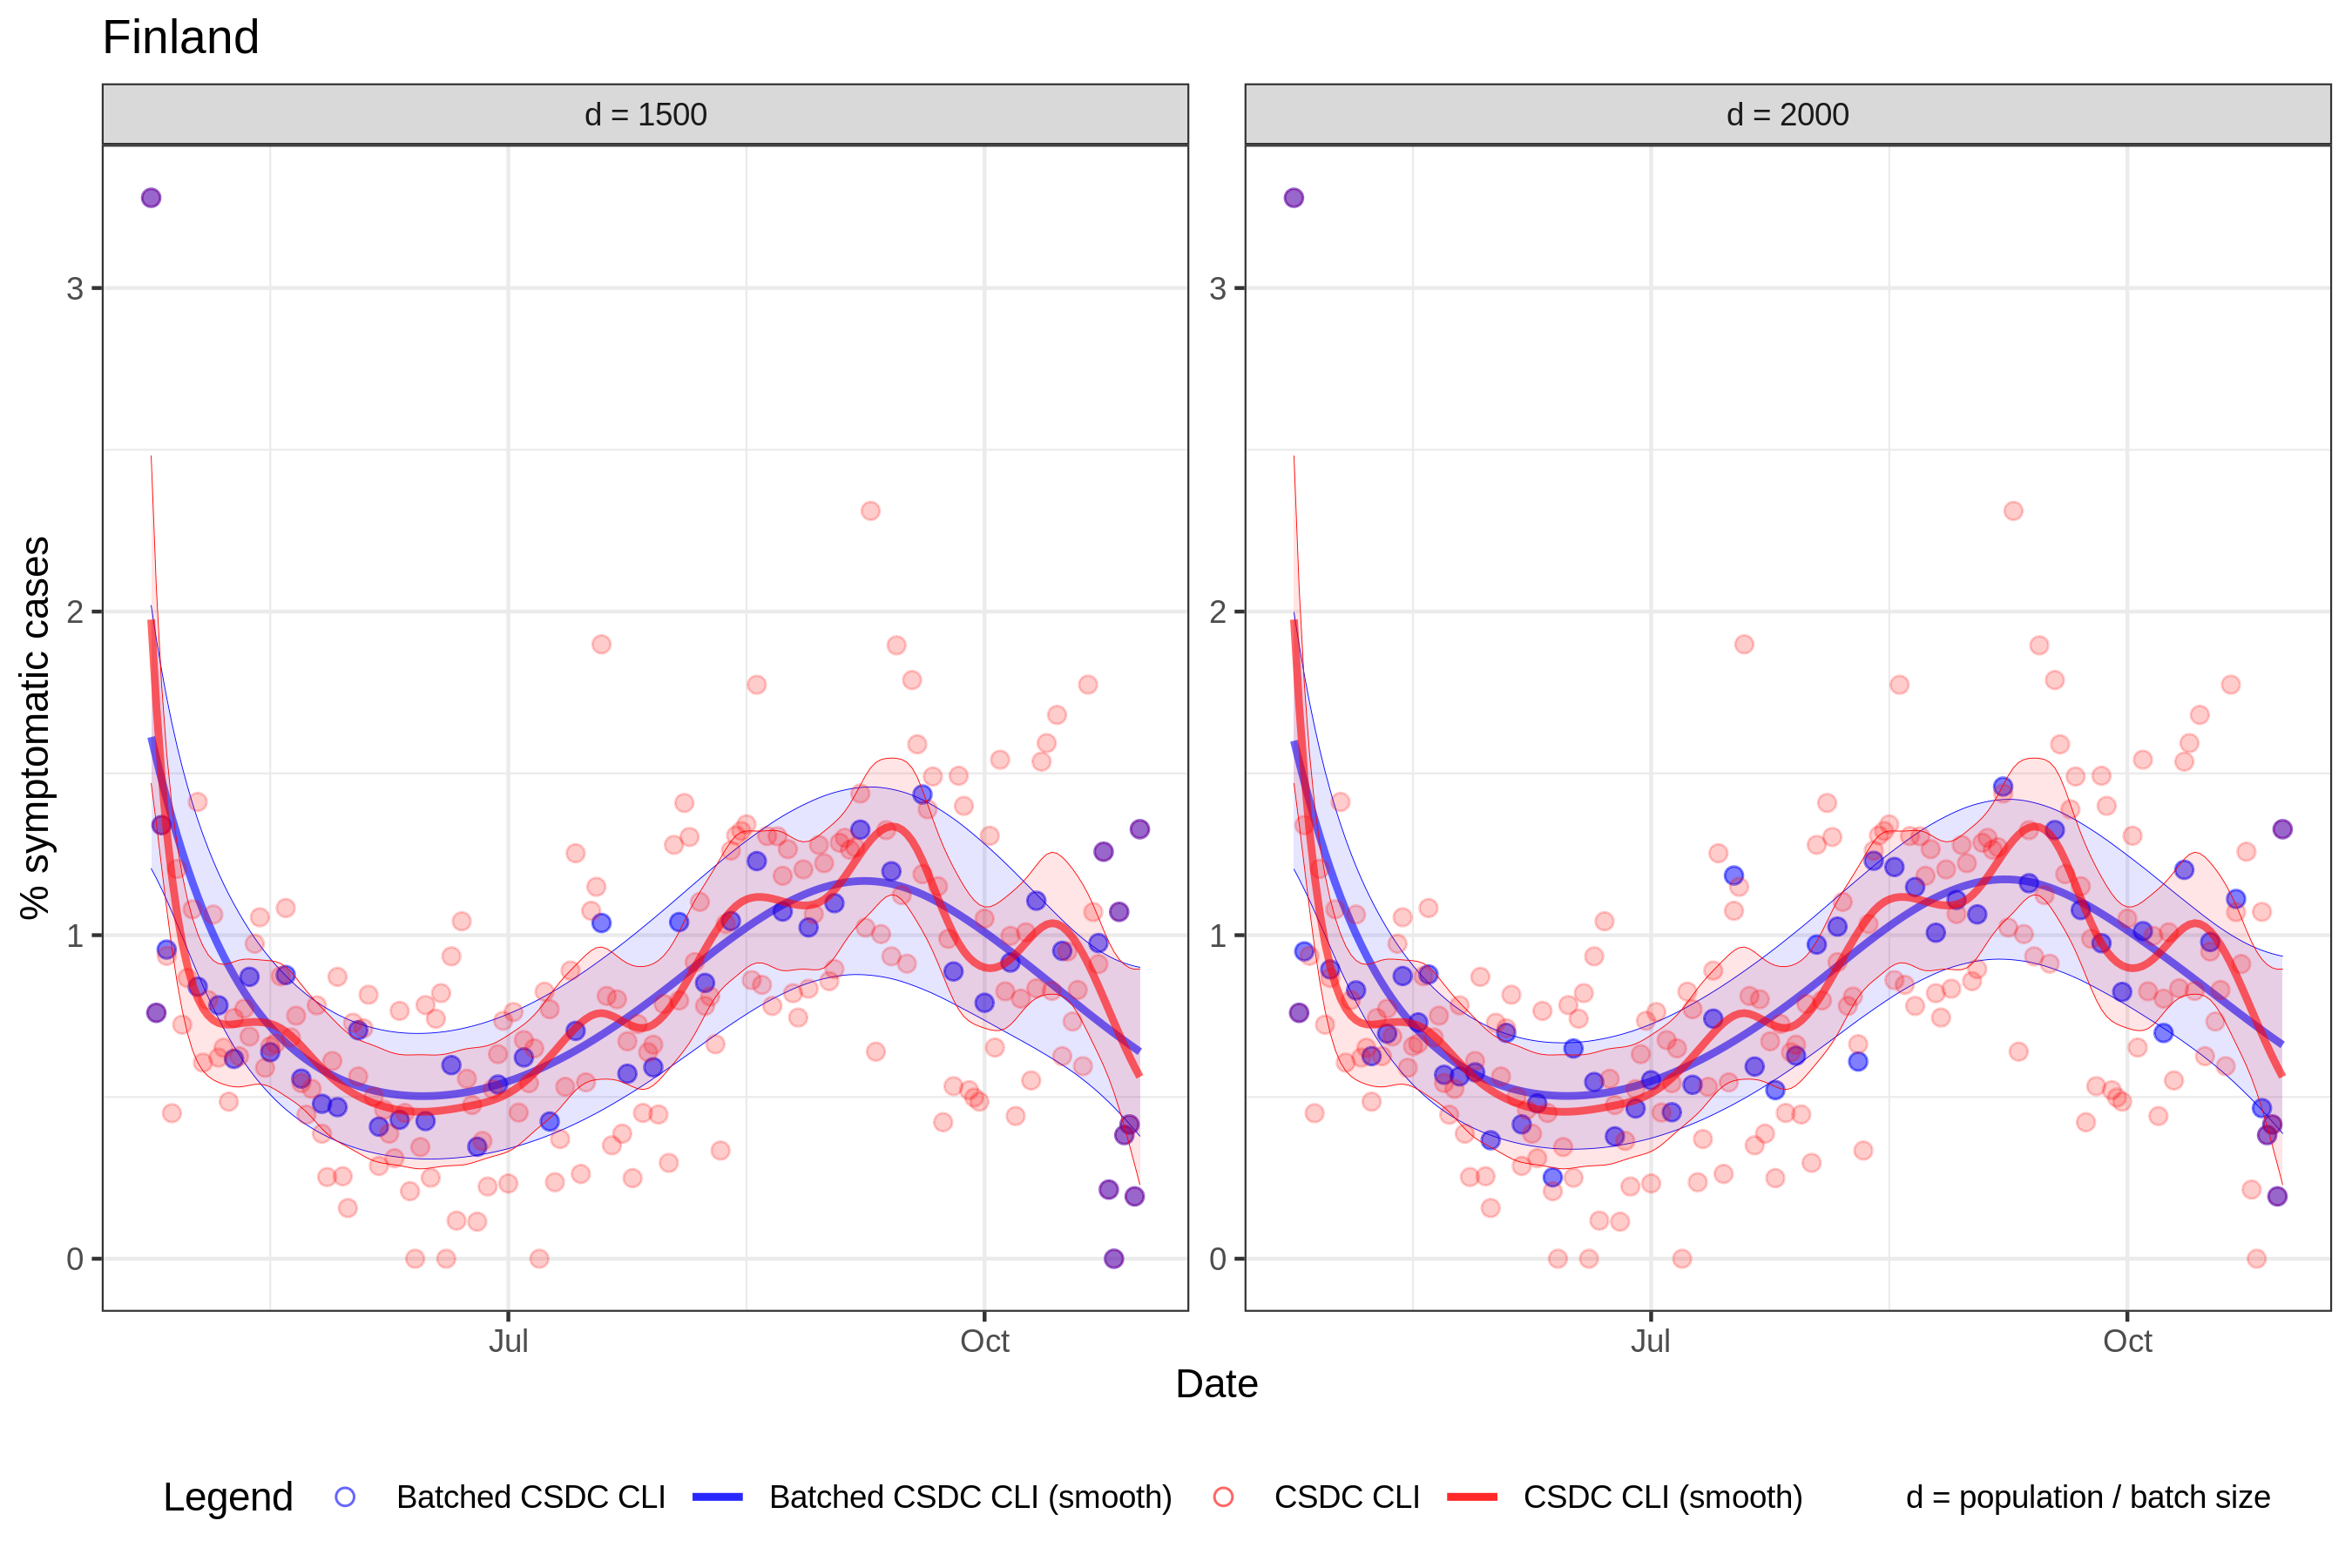 Finland
d = 1500
d = 2000
% symptomatic cases
3
2
1
0
3
2
1
0
Jul
Oct
Jul
Oct
Date
Legend
Batched CSDC CLI
Batched CSDC CLI (smooth)
CSDC CLI
CSDC CLI (smooth)
d = population / batch size